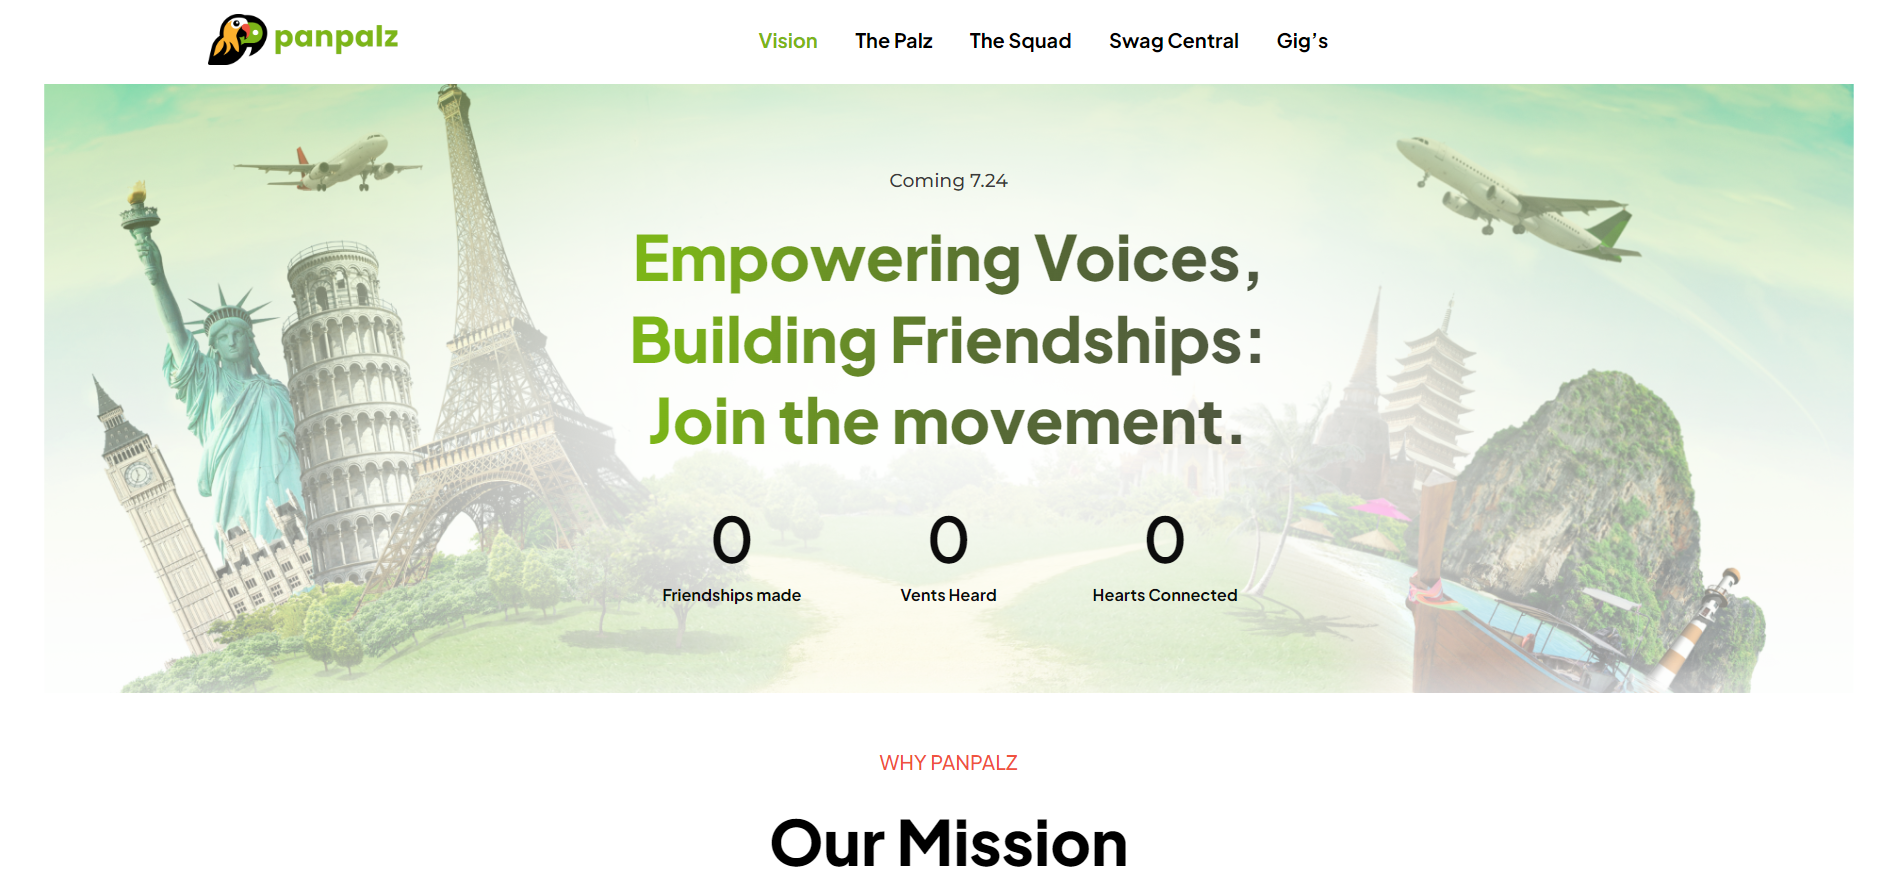 panpalz
Vision The Palz The Squad Swag Central Gig’s
Coming 7.24
Empowering Voices,
Building Friendships:
Join the movement.
0 0 0
Friendships made Vents Heard Hearts Connected
WHY PANPALZ
Our Mission